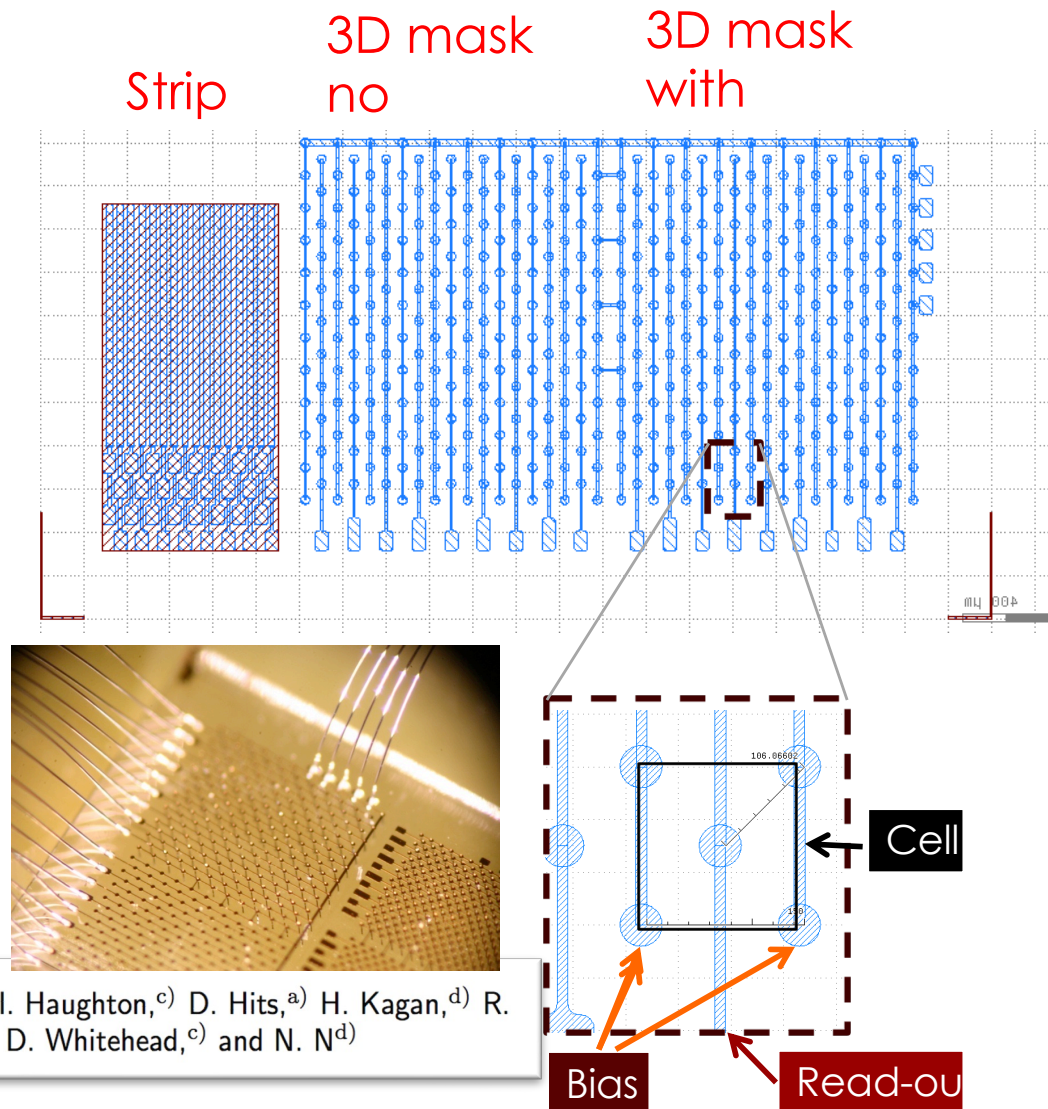 3D mask
no
3D mask
with
Strip
400 µm
106.06602
150
Cell
I. Haughton,c) D. Hits,a) H. Kagan,d) R.
D. Whitehead,c) and N. Nd)
Bias
Read-ou